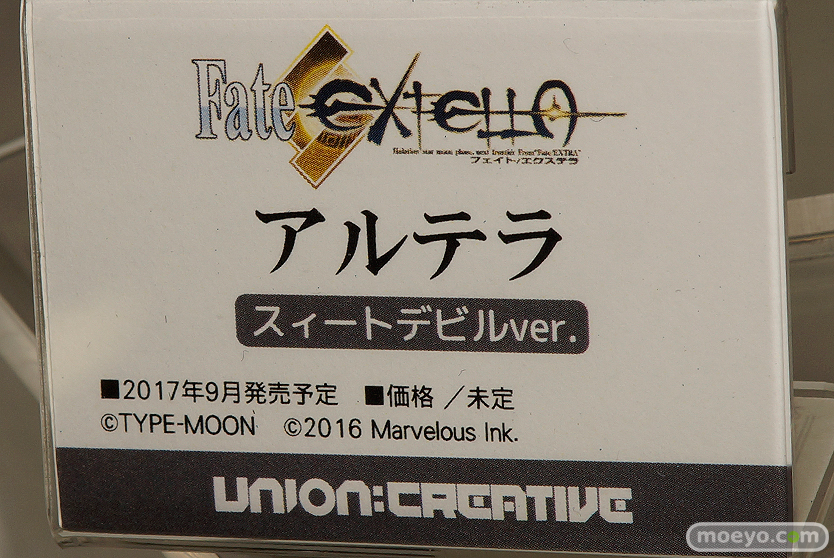 Fate EXTELLA
フェイト/エクステラ
アルテラ
スィートデビルver.
■2017年9月発売予定 ■価格 ／未定
©TYPE-MOON ©2016 Marvelous Ink.
UNION:CREATIVE
moeyo.com